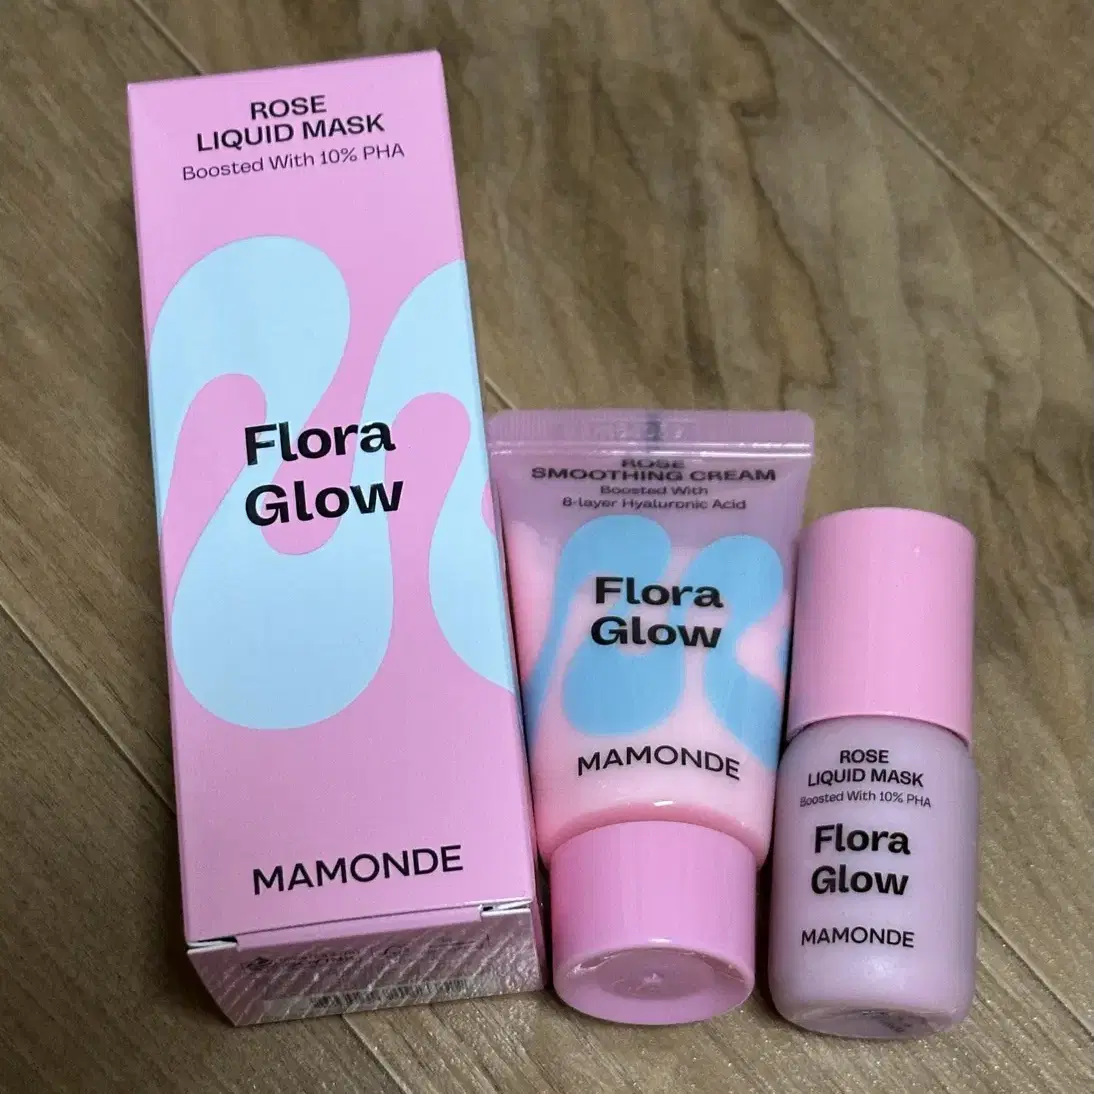 ROSE
LIQUID MASK
Boosted With 10% PHA
Flora
Glow
MAMONDE
ROSE
SMOOTHING CREAM
Boosted With
8-layer Hyaluronic Acid
Flora
Glow
MAMONDE
ROSE
LIQUID MASK
Boosted With 10% PHA
Flora
Glow
MAMONDE